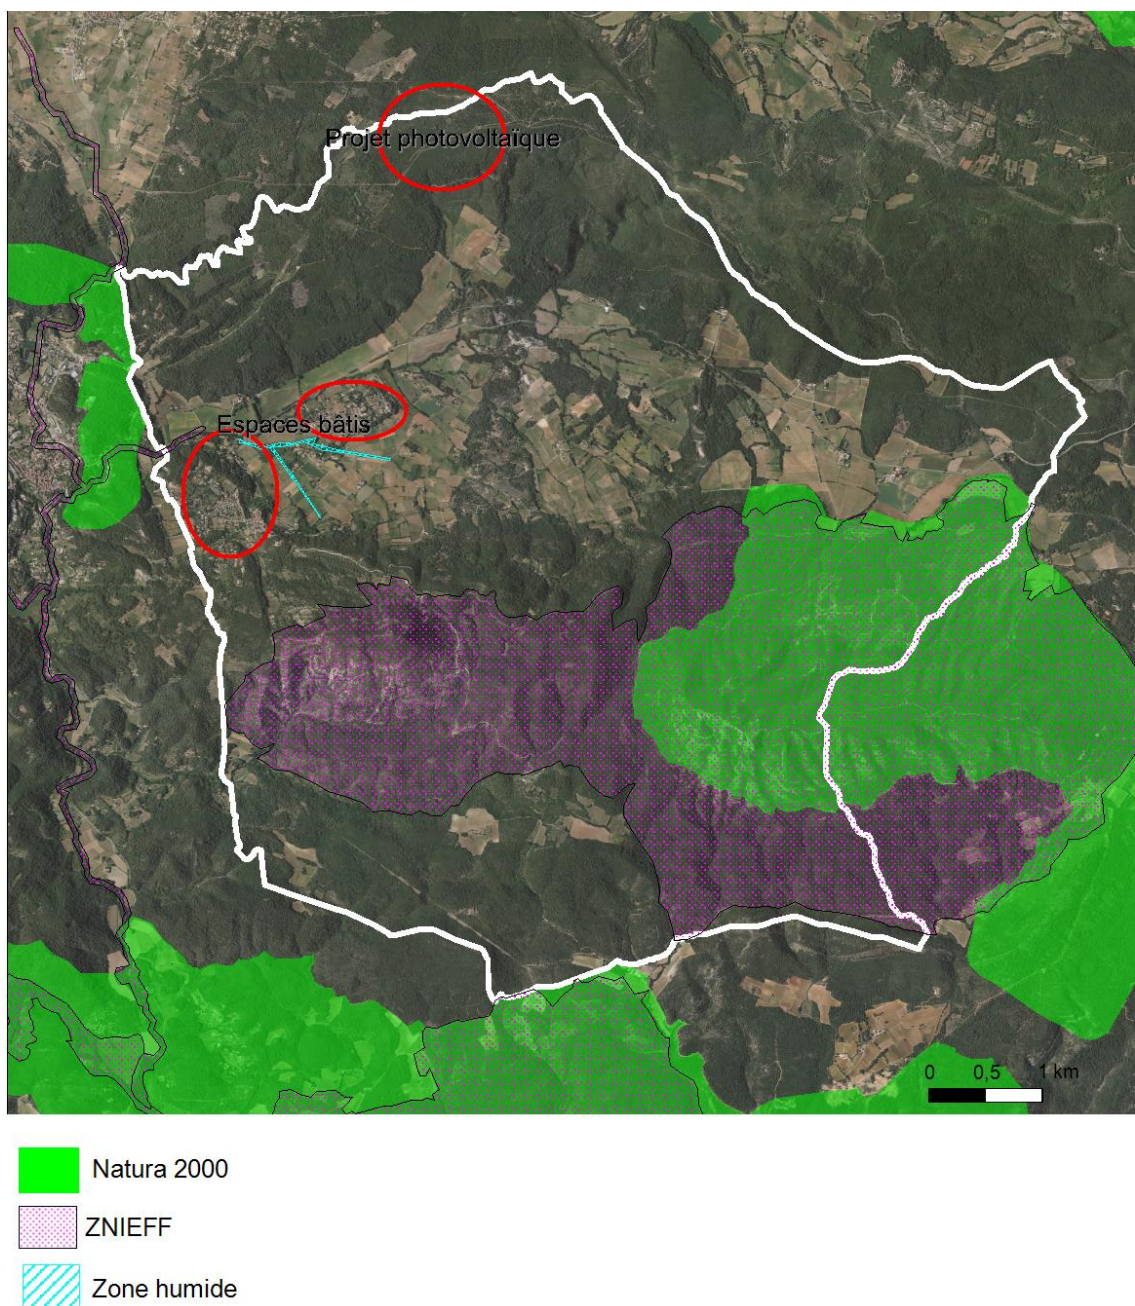 Projet photovoltaïque
Espaces bâtis
0 0,5 1 km
Natura 2000
ZNIEFF
Zone humide